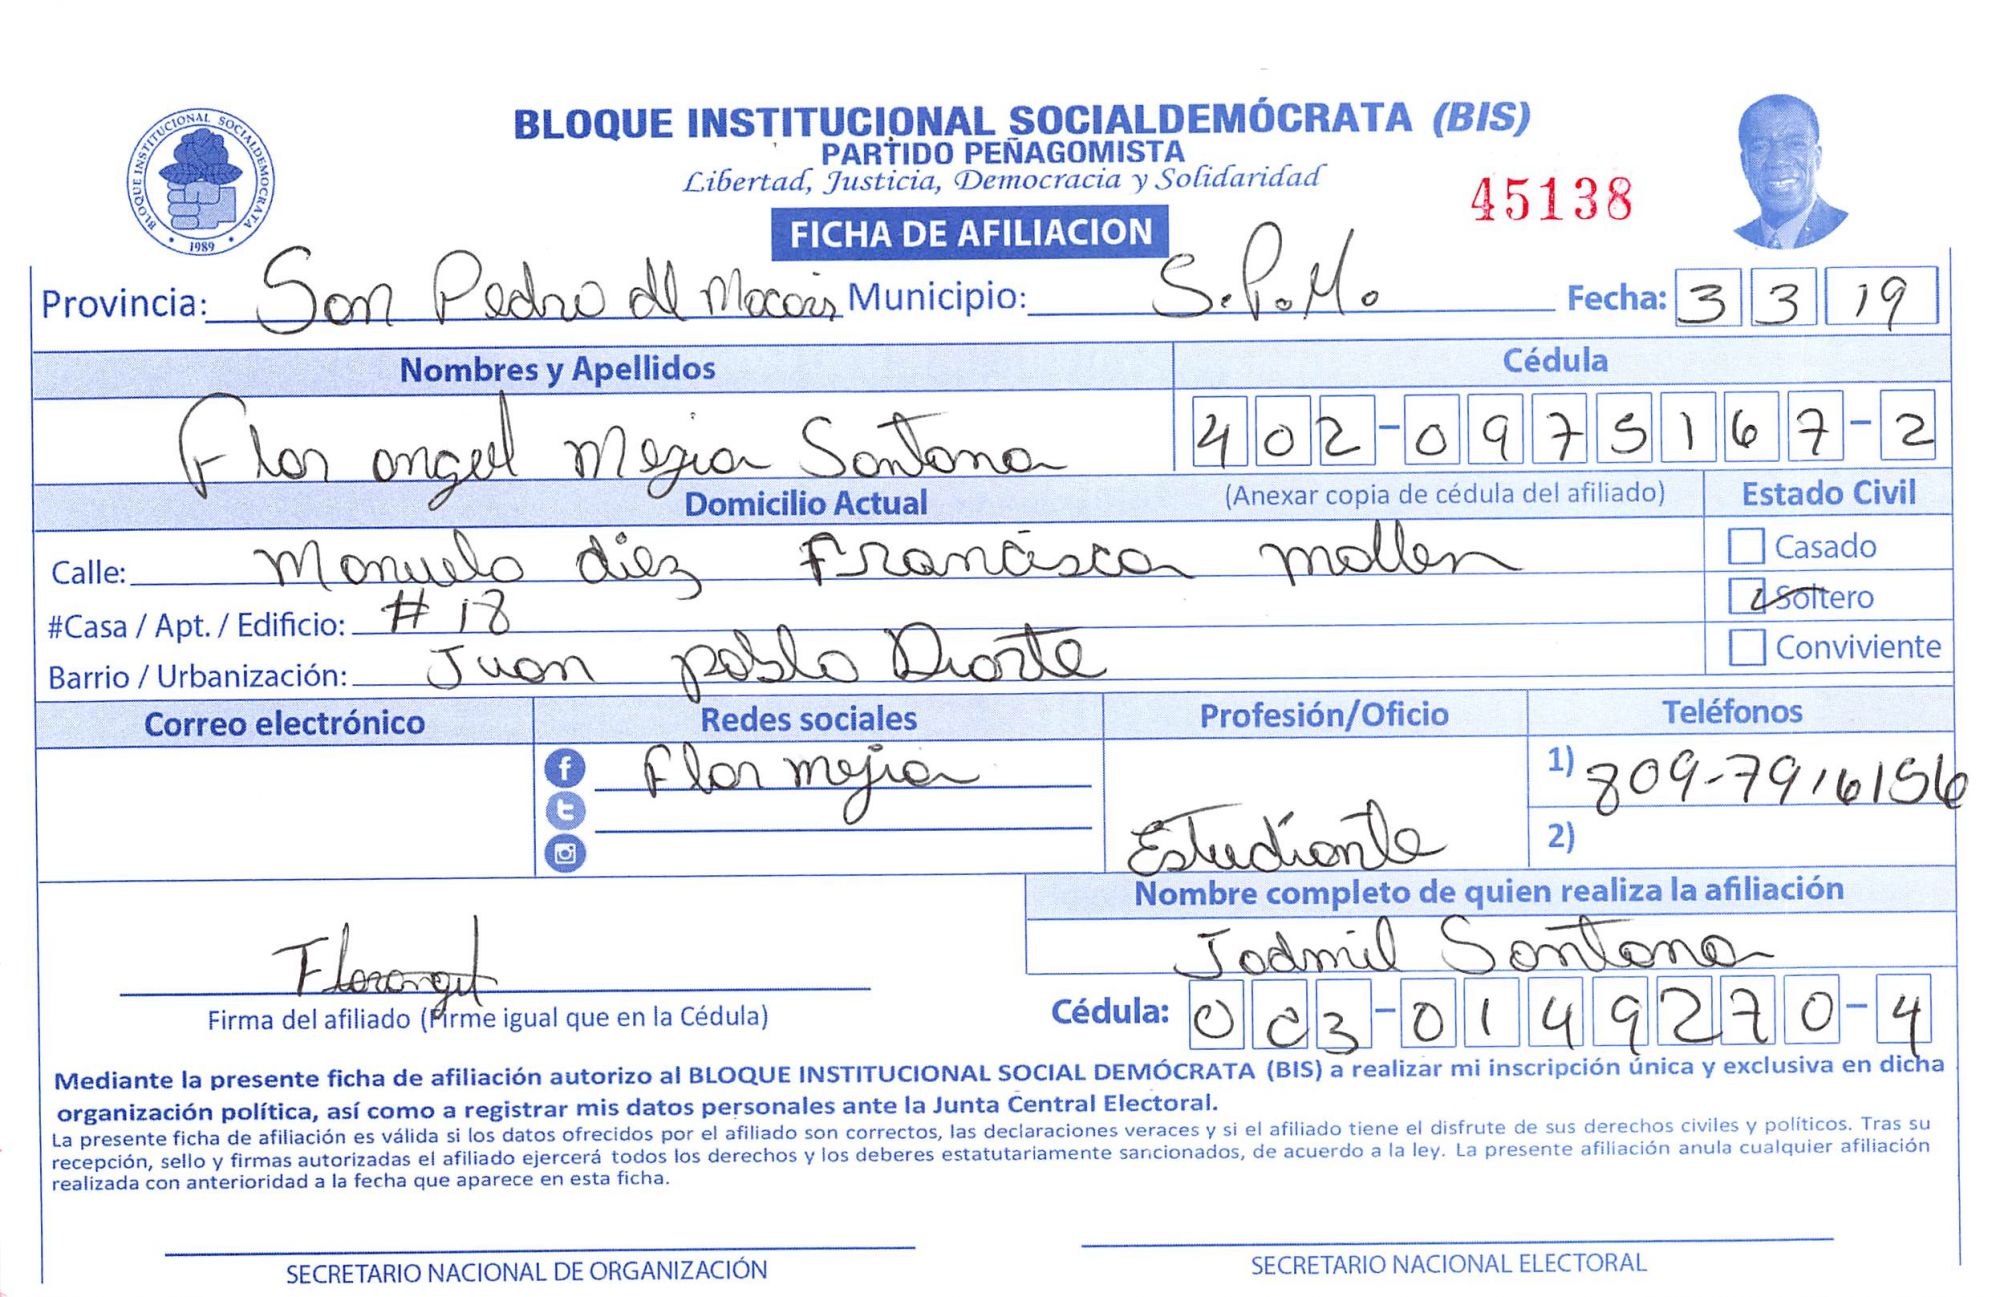 BLOQUE INSTITUCIONAL SOCIALDEMOCRATA
1989
BLOQUE INSTITUCIONAL SOCIALDEMÓCRATA (BIS)
PARTIDO PEÑAGOMISTA
Libertad, Justicia, Democracia y Solidaridad
45138
FICHA DE AFILIACION
Provincia: San Pedro de Macoris Municipio: S.P.M. Fecha: 3 3 19
Nombres y Apellidos Cédula
Flor angel Mejia Santana 402-0975167-2
Domicilio Actual (Anexar copia de cédula del afiliado) Estado Civil
Calle: Manuela diez Francisca mallen Casado
#Casa / Apt. / Edificio: #18 Soltero
Barrio / Urbanización: Juan pablo Duarte Conviviente
Correo electrónico Redes sociales Profesión/Oficio Teléfonos
Flor mejia 1) 809-7916156
Estudiante 2)
Nombre completo de quien realiza la afiliación
Jadmil Santana
Florangel
Firma del afiliado (Firme igual que en la Cédula) Cédula: 003-0149270-4
Mediante la presente ficha de afiliación autorizo al BLOQUE INSTITUCIONAL SOCIAL DEMÓCRATA (BIS) a realizar mi inscripción única y exclusiva en dicha
organización política, así como a registrar mis datos personales ante la Junta Central Electoral.
La presente ficha de afiliación es válida si los datos ofrecidos por el afiliado son correctos, las declaraciones veraces y si el afiliado tiene el disfrute de sus derechos civiles y políticos. Tras su
recepción, sello y firmas autorizadas el afiliado ejercerá todos los derechos y los deberes estatutariamente sancionados, de acuerdo a la ley. La presente afiliación anula cualquier afiliación
realizada con anterioridad a la fecha que aparece en esta ficha.
SECRETARIO NACIONAL DE ORGANIZACIÓN SECRETARIO NACIONAL ELECTORAL